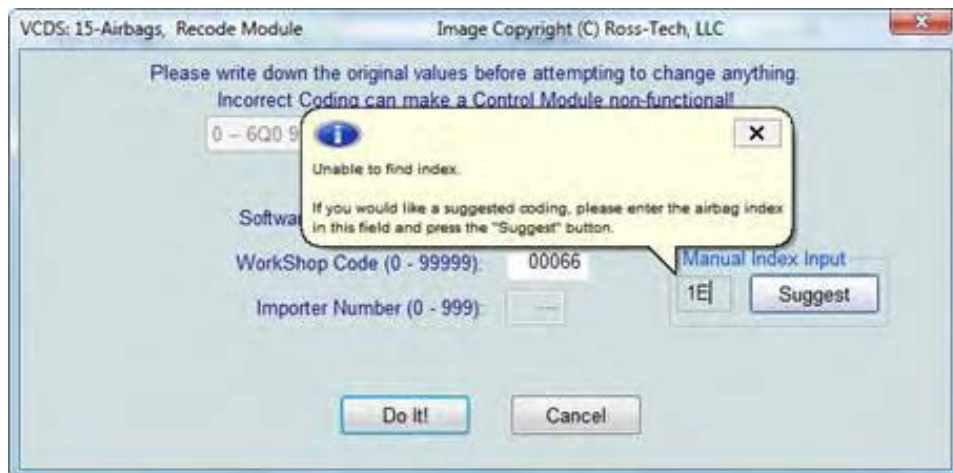 VCDS: 15-Airbags, Recode Module Image Copyright (C) Ross-Tech, LLC
Please write down the original values before attempting to change anything.
Incorrect Coding can make a Control Module non-functional!
0 – 6Q0 9
Unable to find index.
If you would like a suggested coding, please enter the airbag index
in this field and press the "Suggest" button.
Softwa
WorkShop Code (0 - 99999): 00066
Manual Index Input
1E Suggest
Importer Number (0 - 999): ---
Do It! Cancel